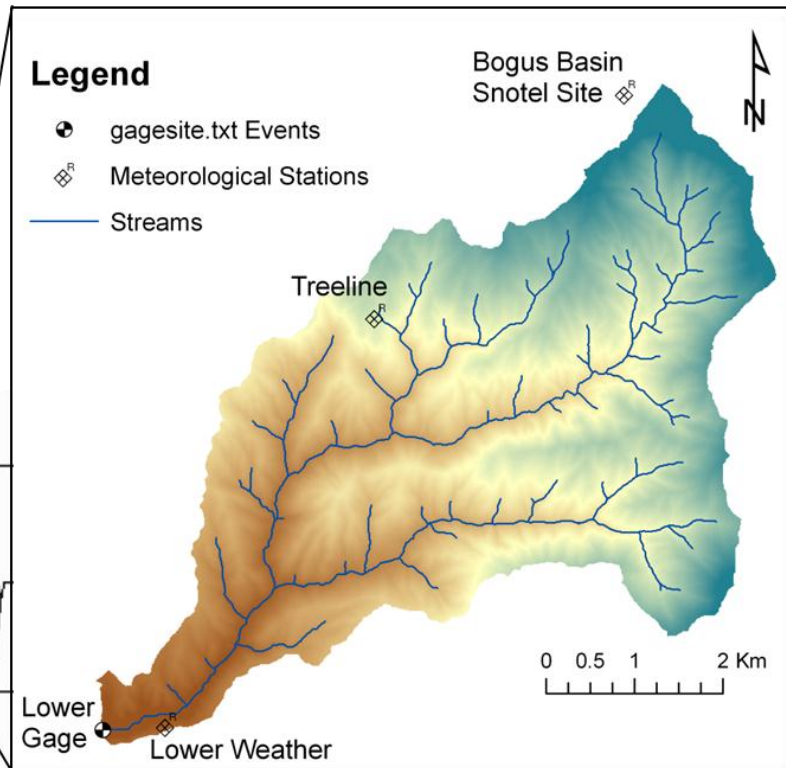 Legend
gagesite.txt Events
R
Meteorological Stations
Streams
Bogus Basin
Snotel Site
R
N
Treeline
R
0 0.5 1 2 Km
Lower
Gage
R
Lower Weather